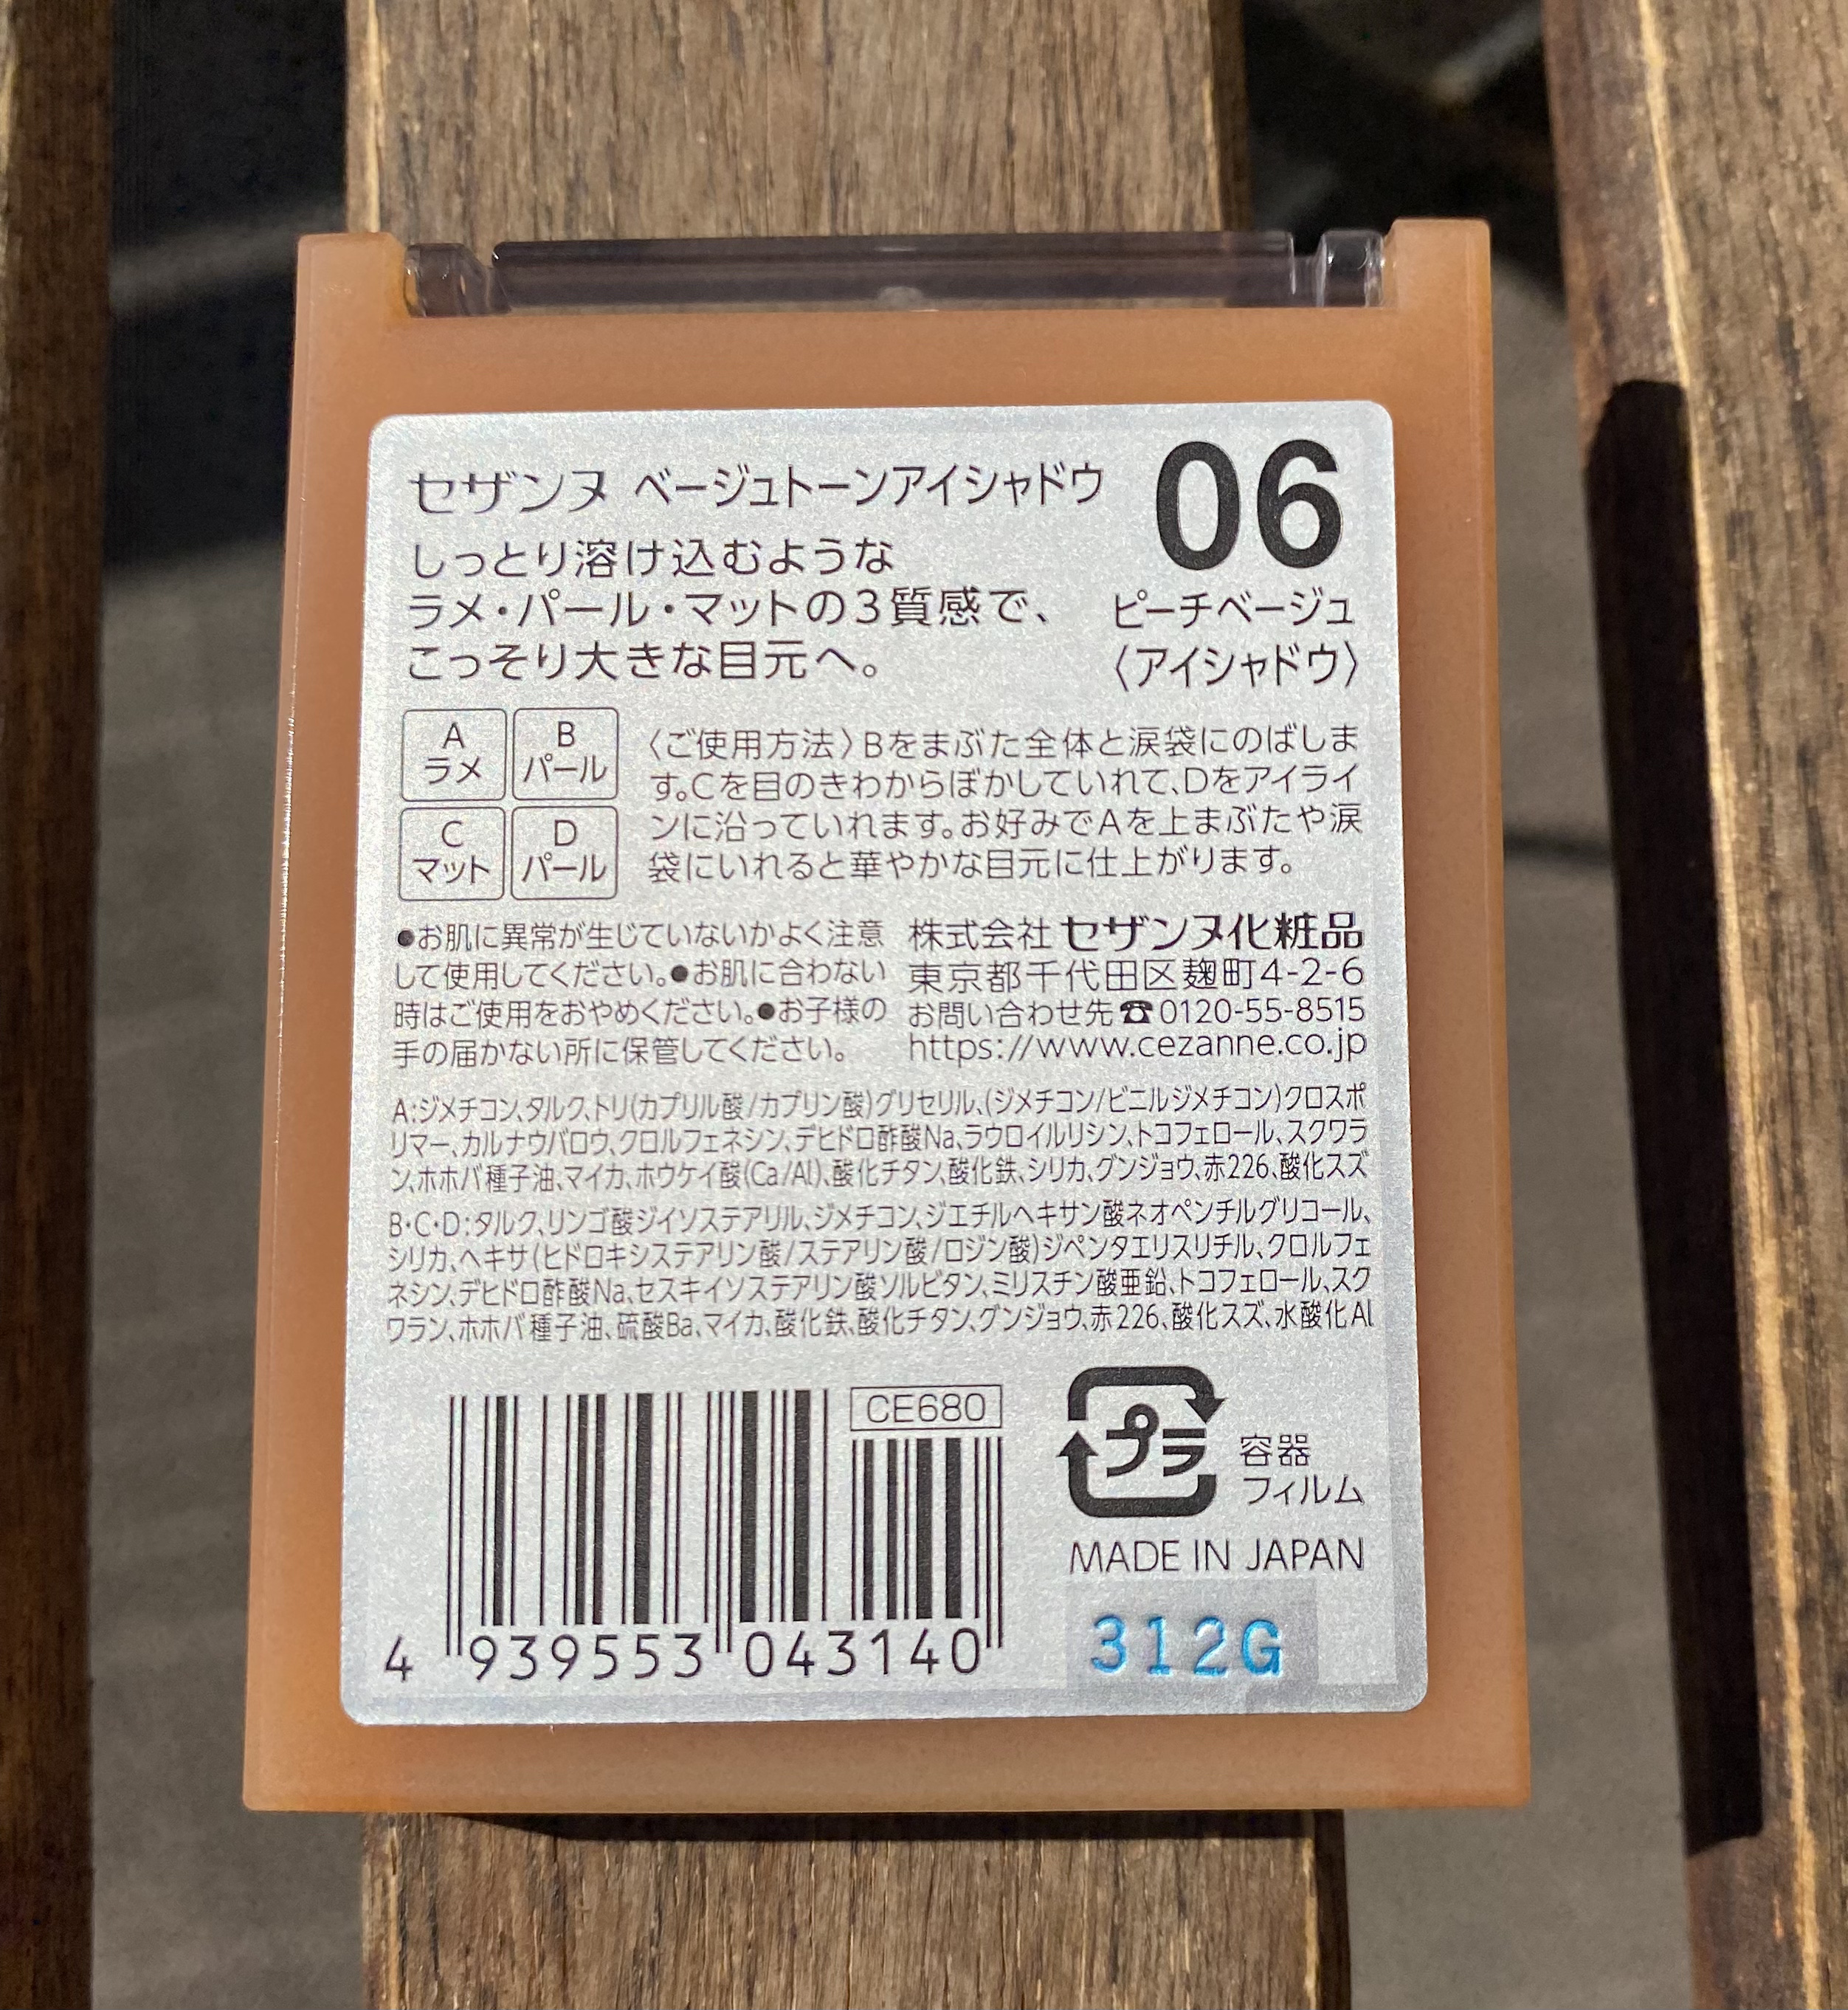 セザンヌ ベージュトーンアイシャドウ
06
しっとり溶け込むような
ラメ・パール・マットの3質感で、
こっそり大きな目元へ。
ピーチベージュ
〈アイシャドウ〉
A
ラメ
B
パール
C
マット
D
パール
〈ご使用方法〉Bをまぶた全体と涙袋にのばしま
す。Cを目のきわからぼかしていれて、Dをアイライ
ンに沿っていれます。お好みでAを上まぶたや涙
袋にいれると華やかな目元に仕上がります。
●お肌に異常が生じていないかよく注意
して使用してください。●お肌に合わない
時はご使用をおやめください。●お子様の
手の届かない所に保管してください。
株式会社 セザンヌ化粧品
東京都千代田区麹町4-2-6
お問い合わせ先☎0120-55-8515
https://www.cezanne.co.jp
A:ジメチコン、タルク、トリ(カプリル酸/カプリン酸)グリセリル、(ジメチコン/ビニルジメチコン)クロスポ
リマー、カルナウバロウ、クロルフェネシン、デヒドロ酢酸Na、ラウロイルリシン、トコフェロール、スクワラ
ン、ホホバ種子油、マイカ、ホウケイ酸(Ca/Al)、酸化チタン、酸化鉄、シリカ、グンジョウ、赤226、酸化スズ
B・C・D:タルク、リンゴ酸ジイソステアリル、ジメチコン、ジエチルヘキサン酸ネオペンチルグリコール、
シリカ、ヘキサ(ヒドロキシステアリン酸/ステアリン酸/ロジン酸)ジペンタエリスリチル、クロルフェ
ネシン、デヒドロ酢酸Na、セスキイソステアリン酸ソルビタン、ミリスチン酸亜鉛、トコフェロール、スク
ワラン、ホホバ種子油、硫酸Ba、マイカ、酸化鉄、酸化チタン、グンジョウ、赤226、酸化スズ、水酸化Al
CE680
プラ
容器
フィルム
MADE IN JAPAN
4 939553 043140
312G